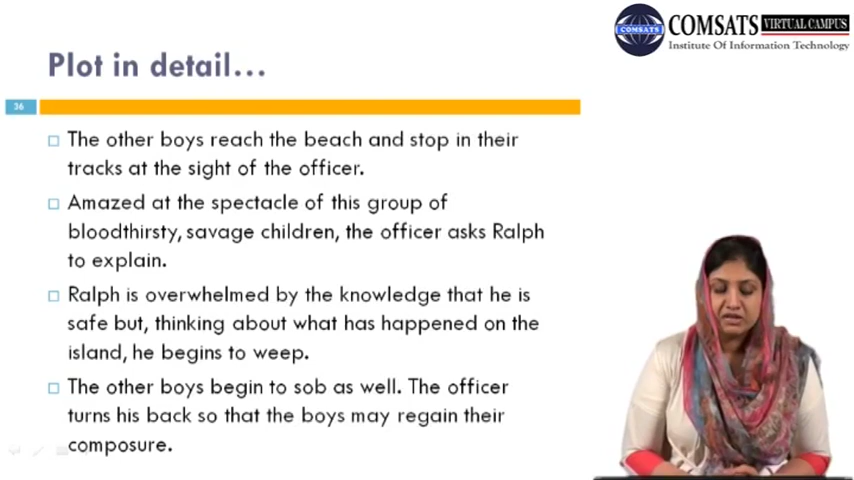 COMSATS
COMSATS VIRTUAL CAMPUS
Institute Of Information Technology
Plot in detail…
36
The other boys reach the beach and stop in their
tracks at the sight of the officer.
Amazed at the spectacle of this group of
bloodthirsty, savage children, the officer asks Ralph
to explain.
Ralph is overwhelmed by the knowledge that he is
safe but, thinking about what has happened on the
island, he begins to weep.
The other boys begin to sob as well. The officer
turns his back so that the boys may regain their
composure.